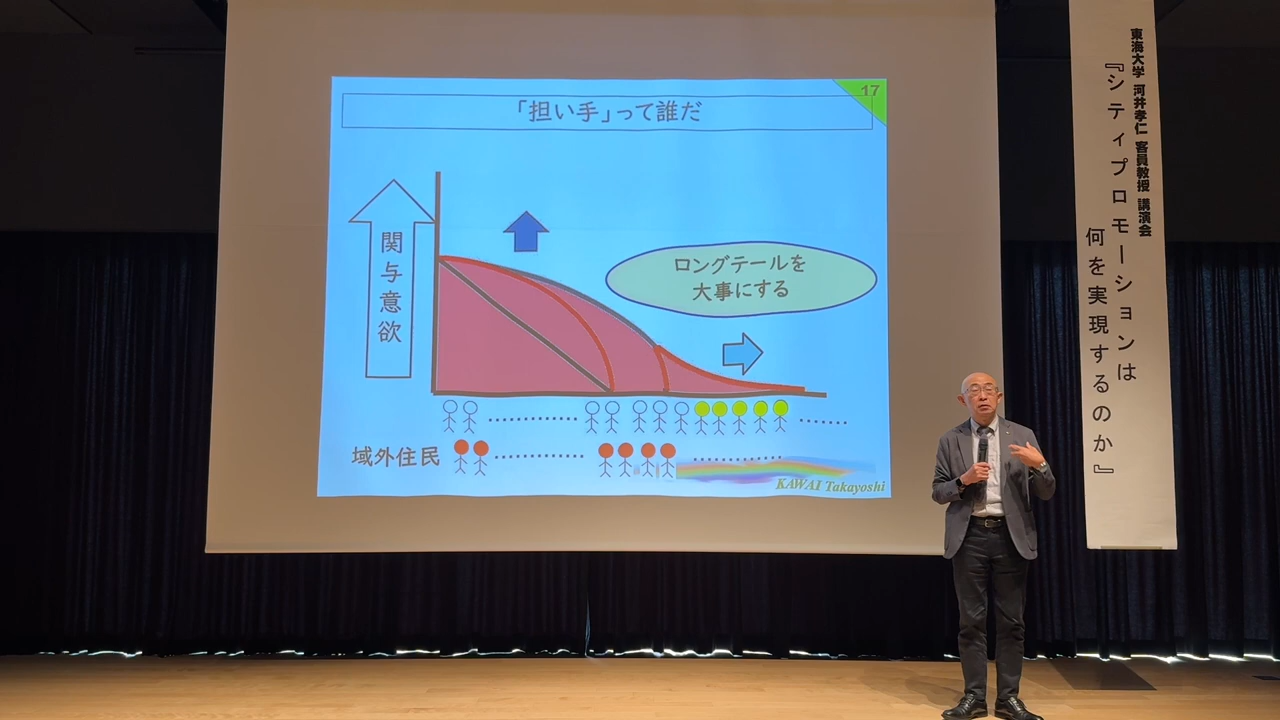 17
「担い手」って誰だ
関与意欲
ロングテールを
大事にする
域外住民
KAWAI Takayoshi
東海大学 河井孝仁 客員教授 講演会
『シティプロモーションは
何を実現するのか』